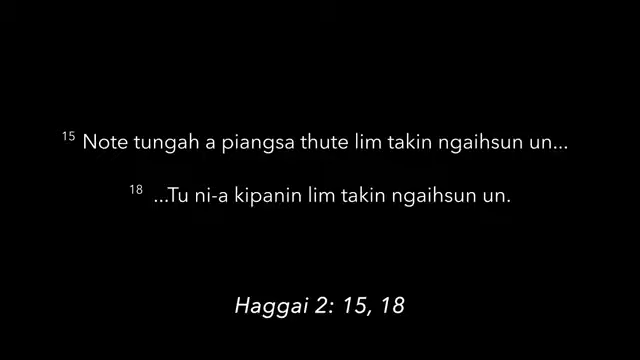 15 Note tungah a piangsa thute lim takin ngaihsun un...
18 ...Tu ni-a kipanin lim takin ngaihsun un.
Haggai 2: 15, 18